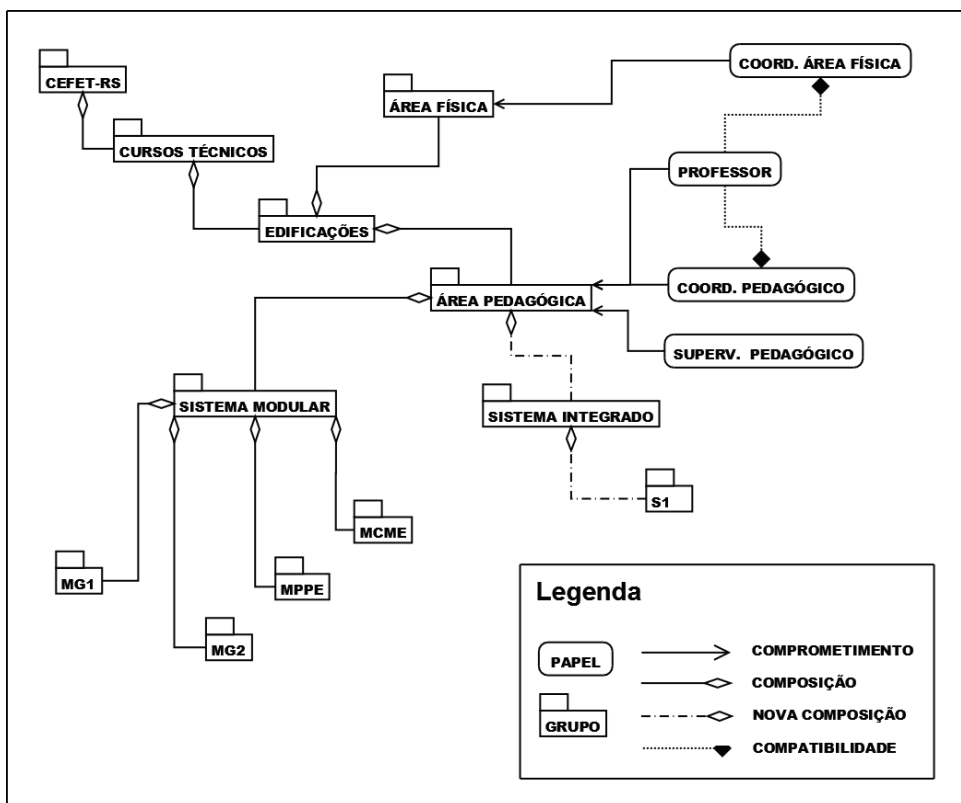 CEFET-RS
COORD. ÁREA FÍSICA
ÁREA FÍSICA
CURSOS TÉCNICOS
PROFESSOR
EDIFICAÇÕES
ÁREA PEDAGÓGICA
COORD. PEDAGÓGICO
SUPERV. PEDAGÓGICO
SISTEMA MODULAR
SISTEMA INTEGRADO
S1
MCME
MG1
MPPE
MG2
Legenda
PAPEL
COMPROMETIMENTO
COMPOSIÇÃO
GRUPO
NOVA COMPOSIÇÃO
COMPATIBILIDADE